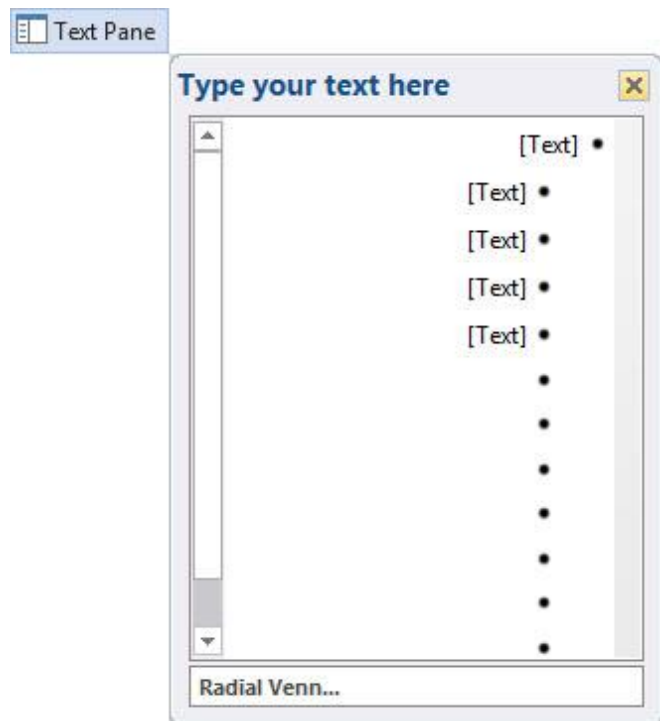 Text Pane
Type your text here
[Text] •
[Text] •
[Text] •
[Text] •
[Text] •
•
•
•
•
•
•
•
Radial Venn...